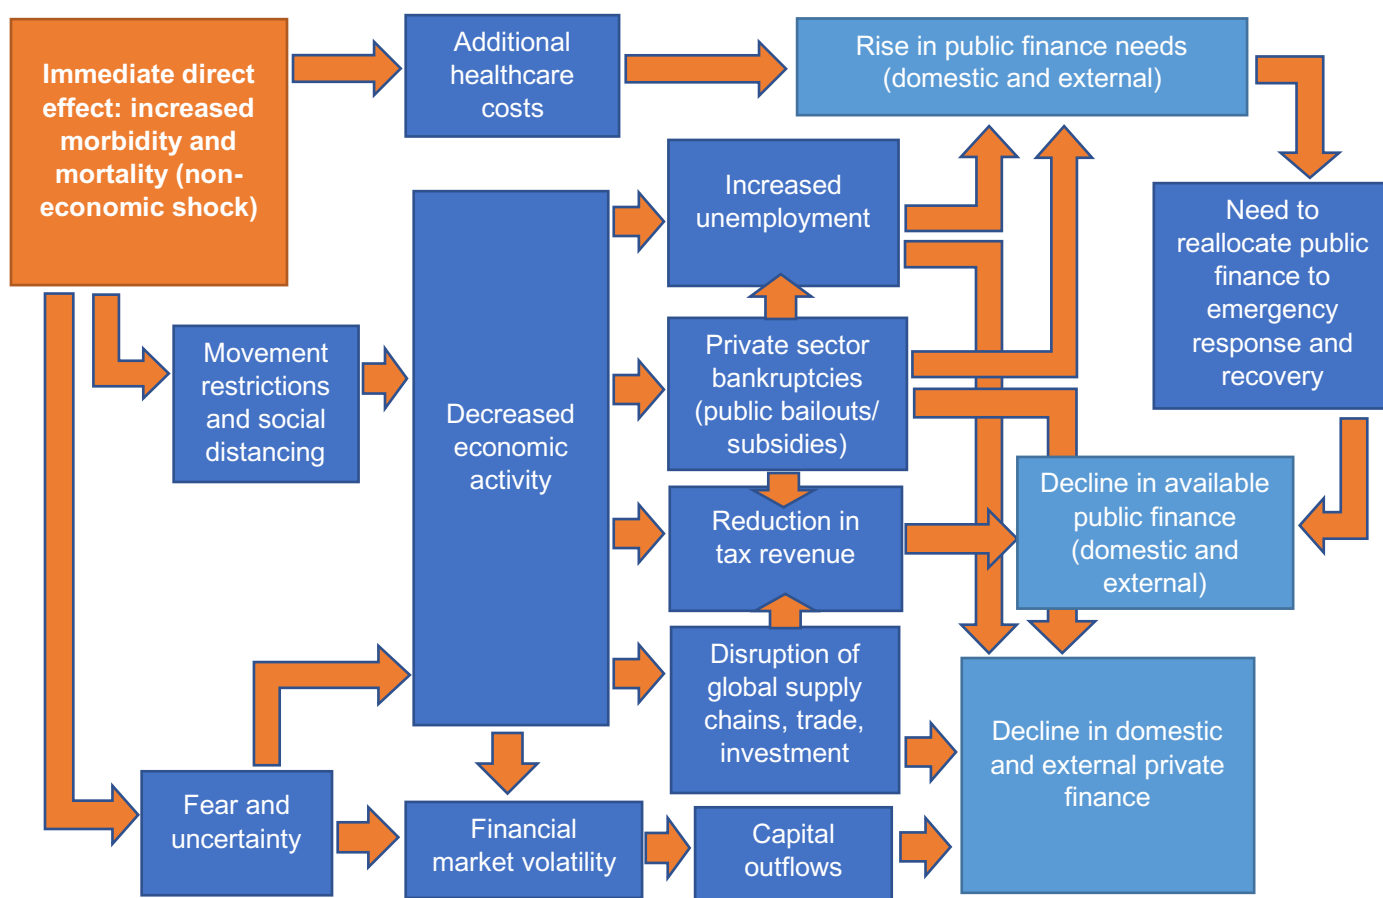 Immediate direct
effect: increased
morbidity and
mortality (non-
economic shock)
Additional
healthcare
costs
Rise in public finance needs
(domestic and external)
Increased
unemployment
Need to
reallocate public
finance to
emergency
response and
recovery
Movement
restrictions
and social
distancing
Decreased
economic
activity
Private sector
bankruptcies
(public bailouts/
subsidies)
Reduction in
tax revenue
Decline in available
public finance
(domestic and
external)
Disruption of
global supply
chains, trade,
investment
Decline in domestic
and external private
finance
Fear and
uncertainty
Financial
market volatility
Capital
outflows